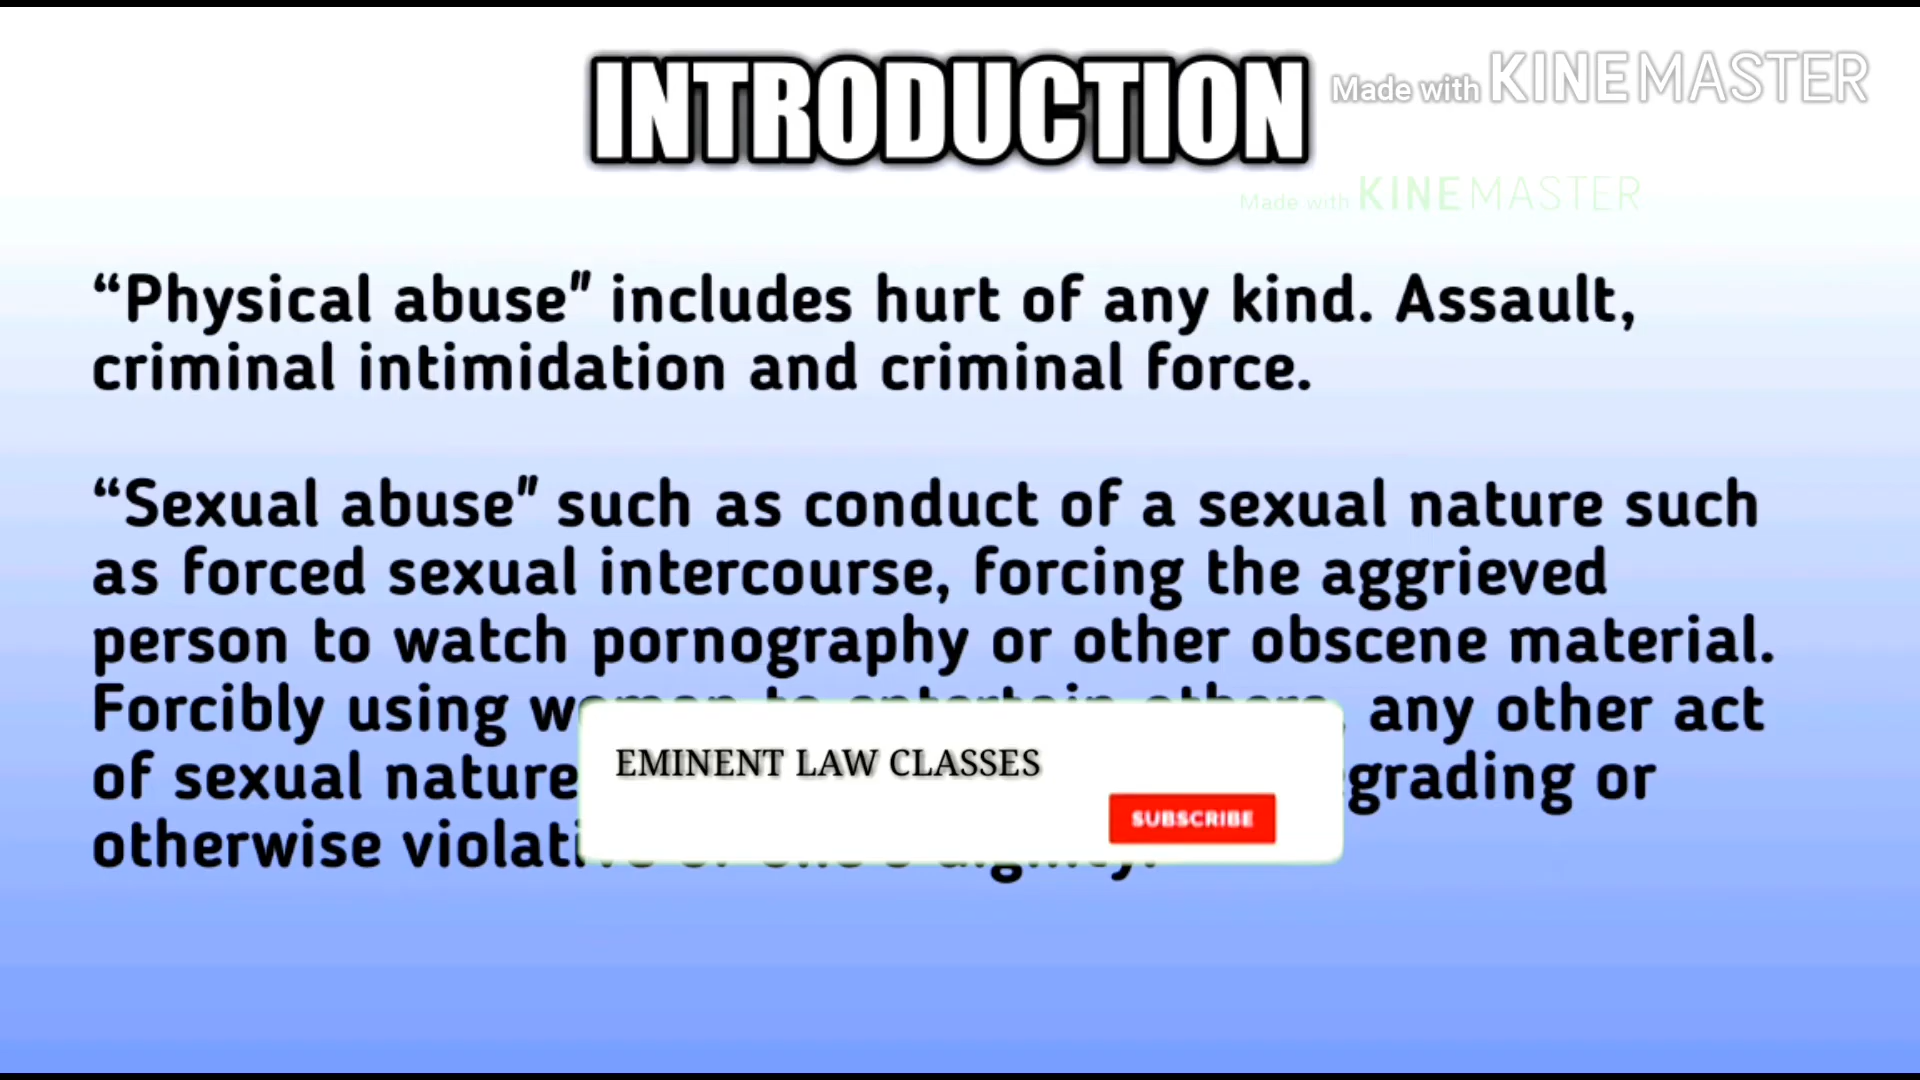 INTRODUCTION
Made with KINEMASTER
Made with KINEMASTER
“Physical abuse" includes hurt of any kind. Assault,
criminal intimidation and criminal force.
“Sexual abuse" such as conduct of a sexual nature such
as forced sexual intercourse, forcing the aggrieved
person to watch pornography or other obscene material.
Forcibly using to entertain others, any other act
of sexual nature or
otherwise
EMINENT LAW CLASSES
SUBSCRIBE